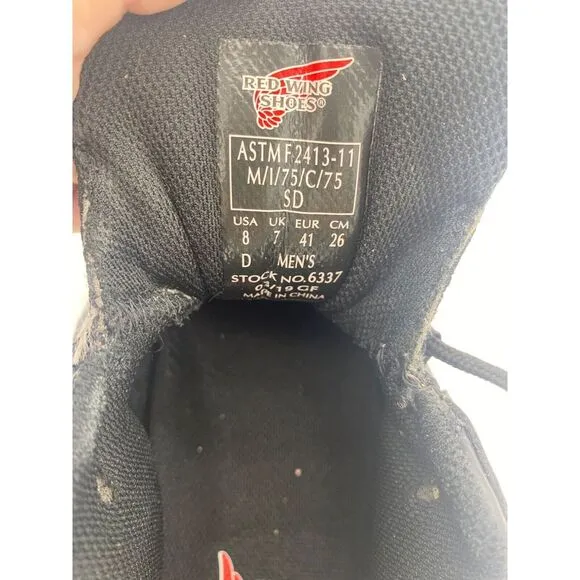 RED WING
SHOES®
ASTM F2413-11
M/I/75/C/75
SD
USA UK EUR CM
8 7 41 26
D MEN'S
STOCK NO.6337
03/19 GF
MADE IN CHINA